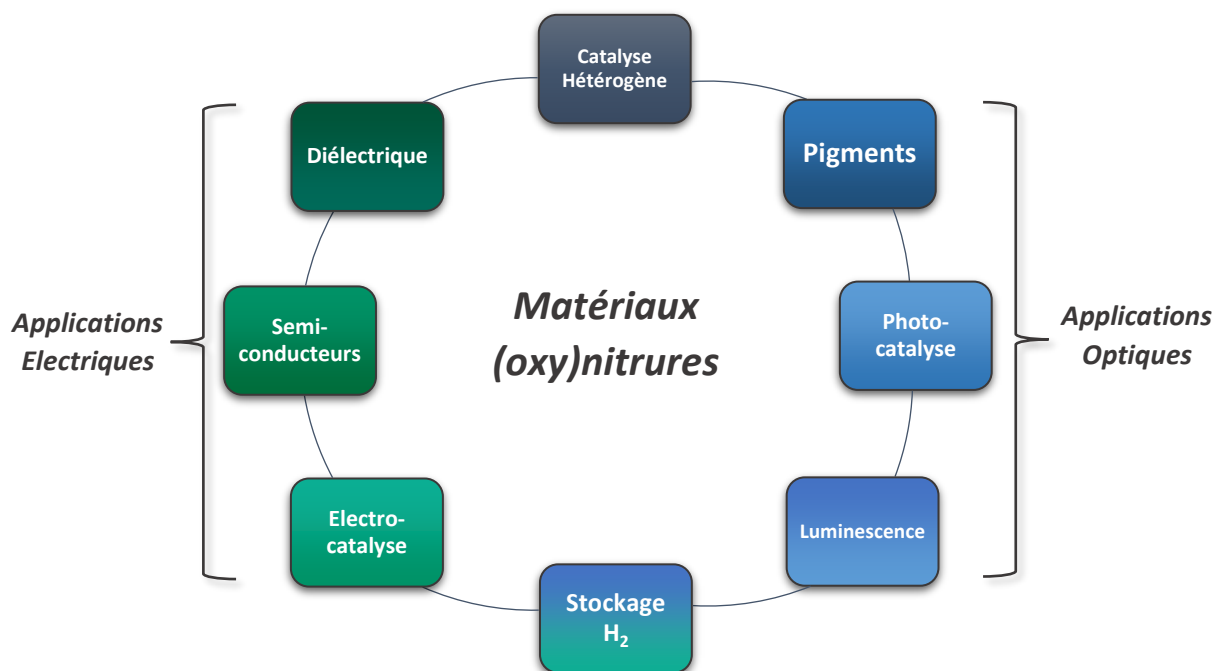 Catalyse
Hétérogène
Diélectrique
Pigments
Applications
Electriques
Semi-
conducteurs
Matériaux
(oxy)nitrures
Photo-
catalyse
Applications
Optiques
Electro-
catalyse
Luminescence
Stockage
H₂